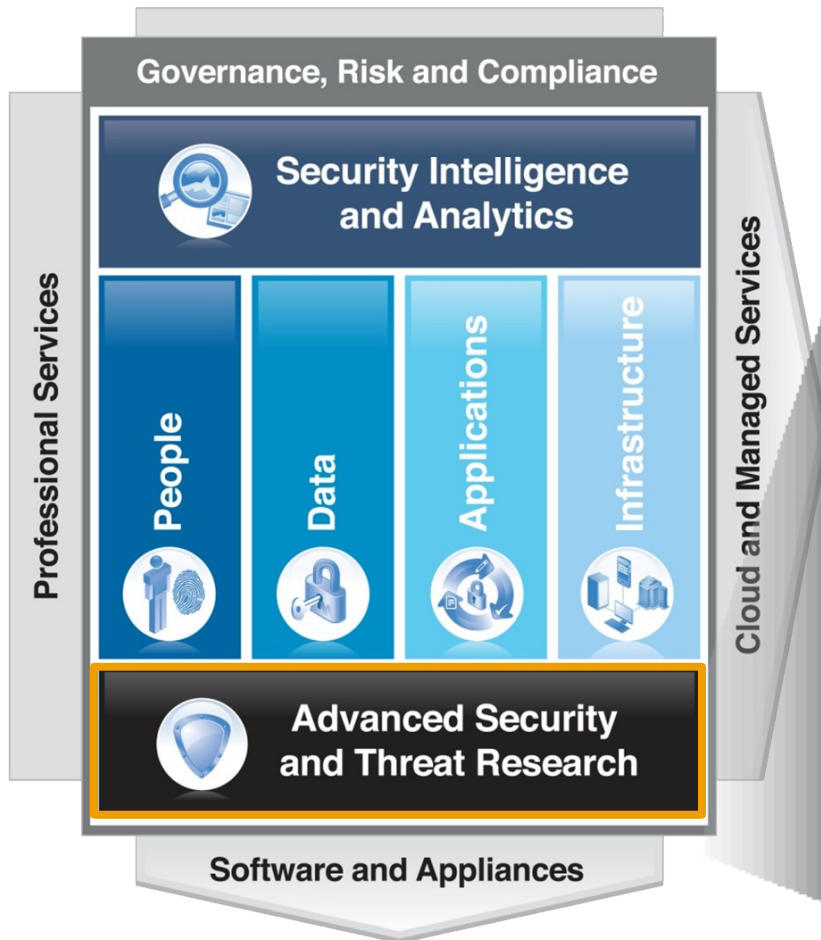 Governance, Risk and Compliance
Security Intelligence
and Analytics
Professional Services
People
Data
Applications
Infrastructure
Cloud and Managed Services
Advanced Security
and Threat Research
Software and Appliances